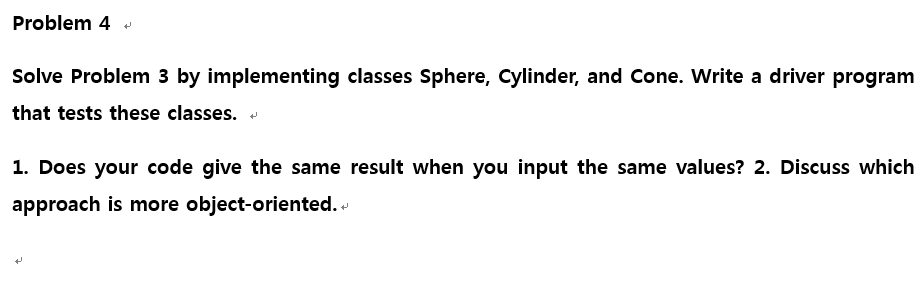 Problem 4
Solve Problem 3 by implementing classes Sphere, Cylinder, and Cone. Write a driver program
that tests these classes.
1. Does your code give the same result when you input the same values? 2. Discuss which
approach is more object-oriented.